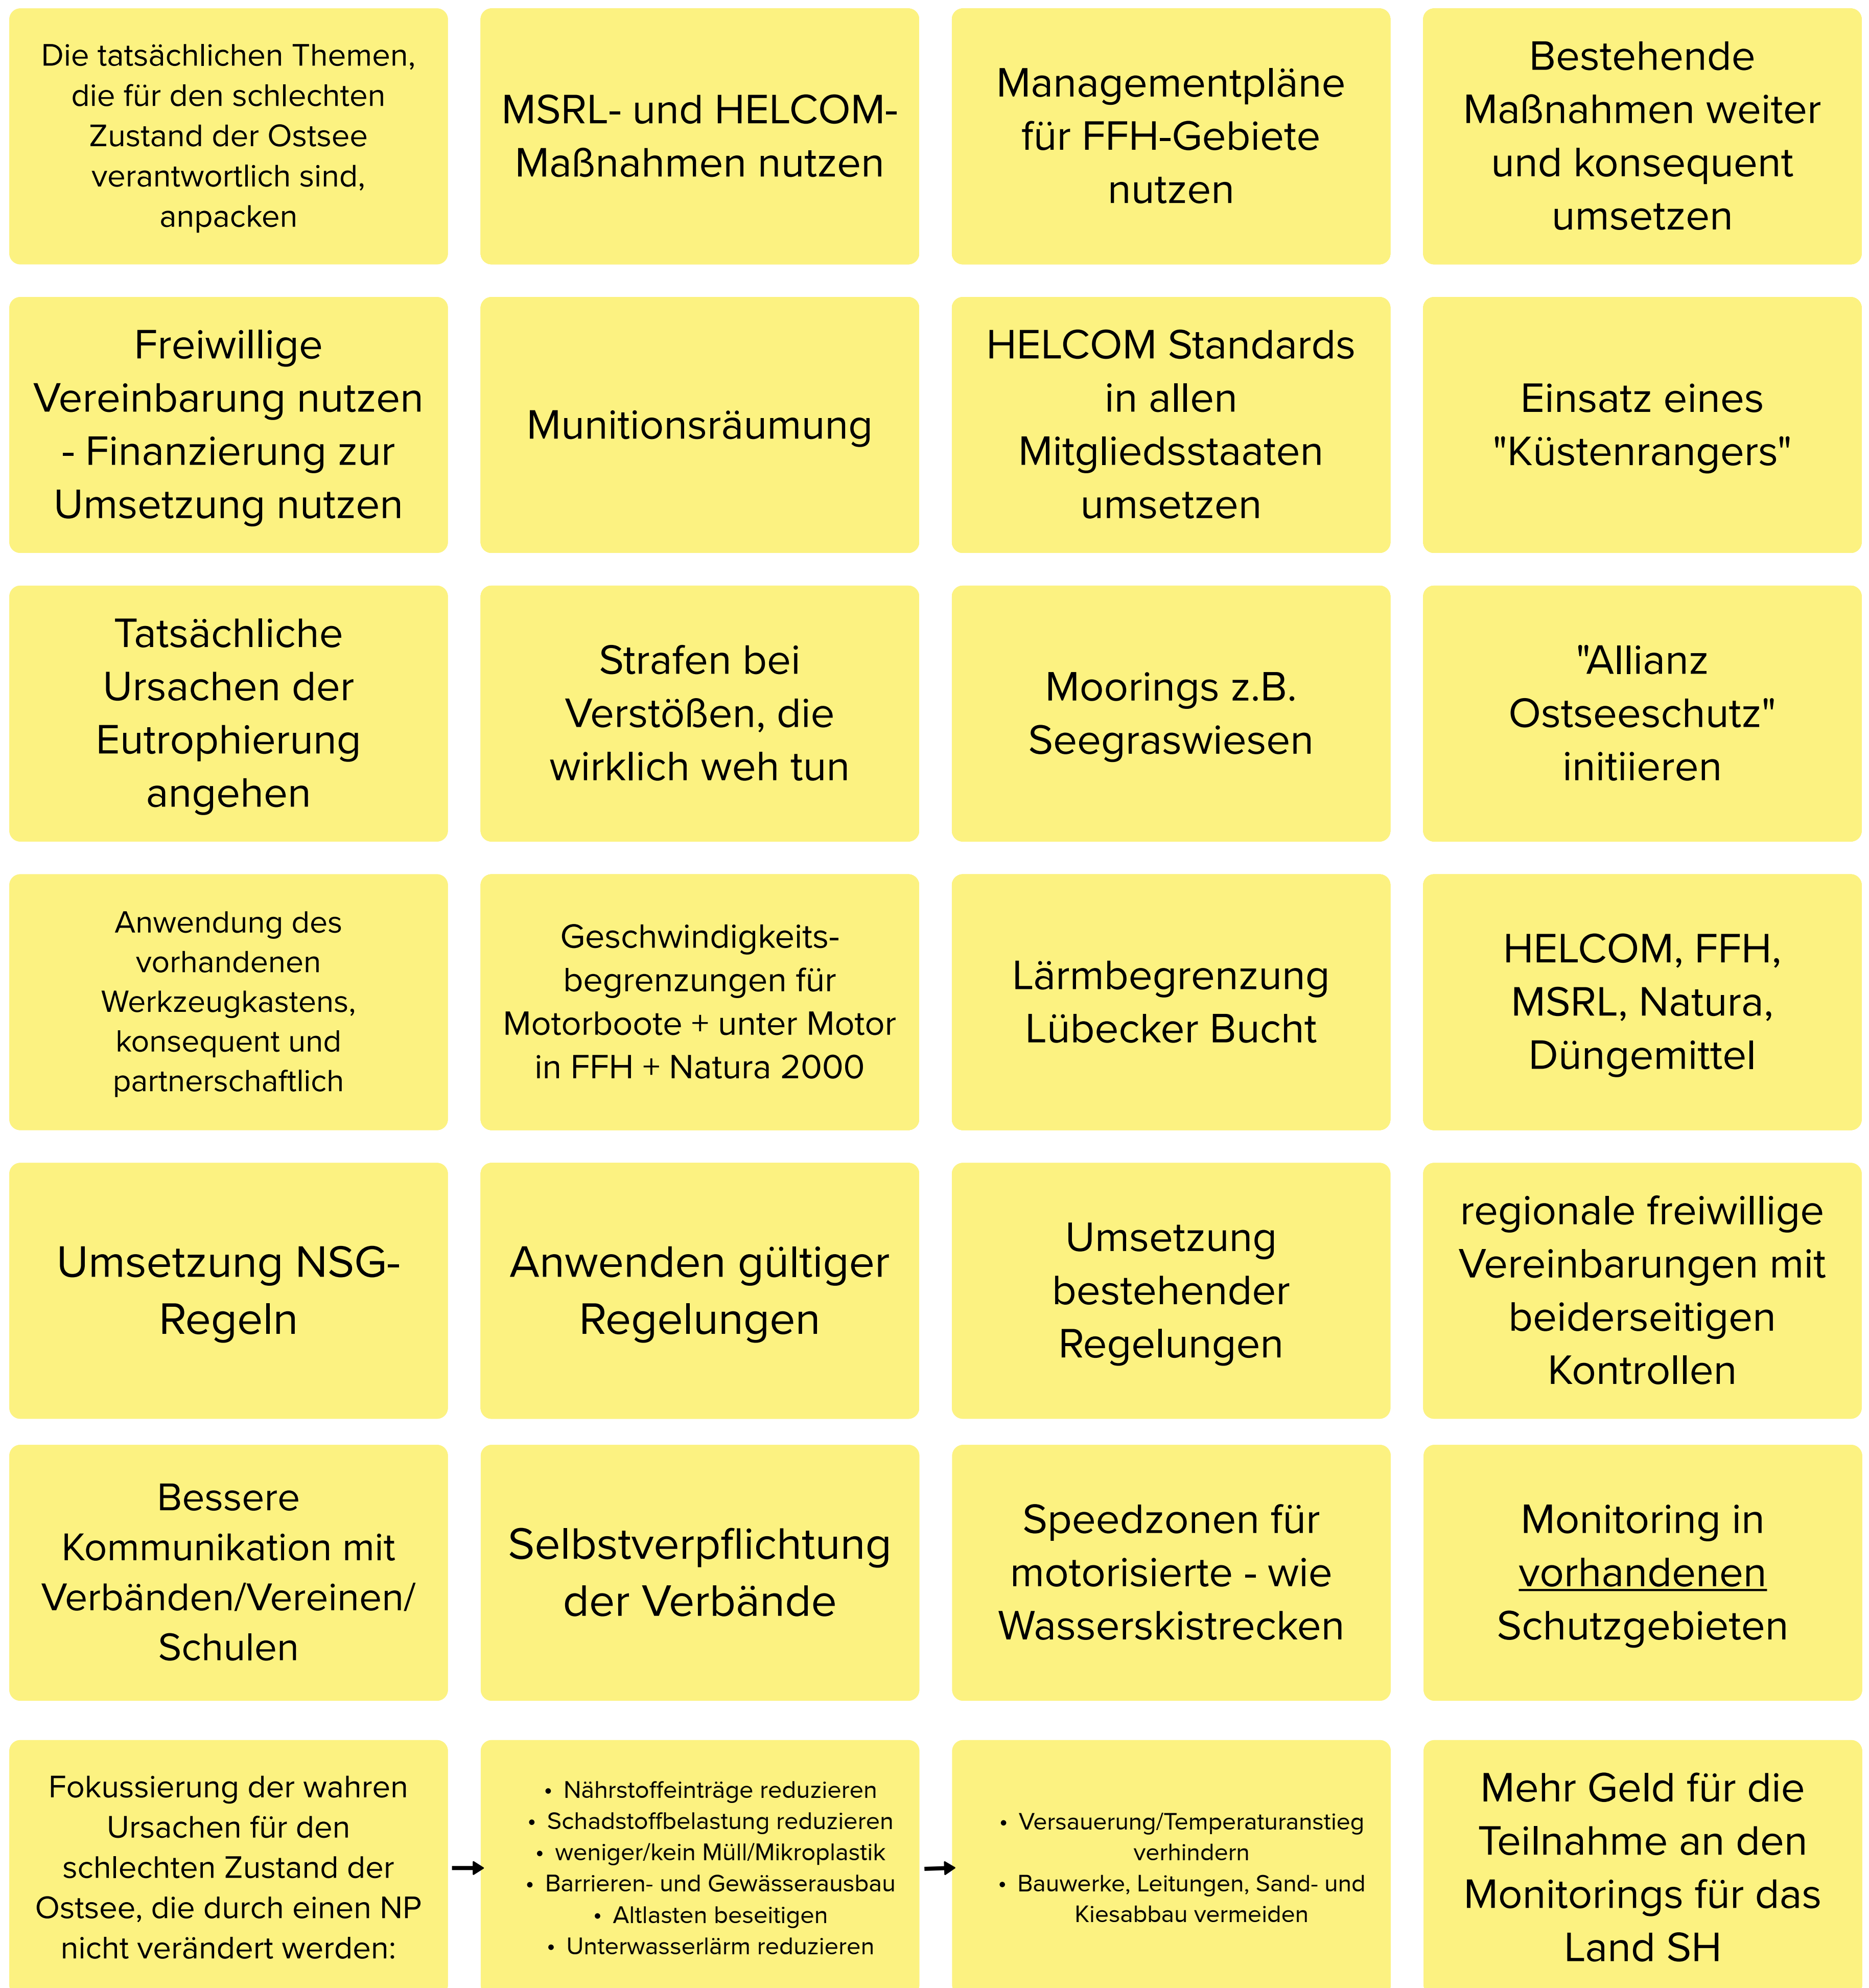 Die tatsächlichen Themen,
die für den schlechten
Zustand der Ostsee
verantwortlich sind,
anpacken
MSRL- und HELCOM-
Maßnahmen nutzen
Managementpläne
für FFH-Gebiete
nutzen
Bestehende
Maßnahmen weiter
und konsequent
umsetzen
Freiwillige
Vereinbarung nutzen
- Finanzierung zur
Umsetzung nutzen
Munitionsräumung
HELCOM Standards
in allen
Mitgliedsstaaten
umsetzen
Einsatz eines
"Küstenrangers"
Tatsächliche
Ursachen der
Eutrophierung
angehen
Strafen bei
Verstößen, die
wirklich weh tun
Moorings z.B.
Seegraswiesen
"Allianz
Ostseeschutz"
initiieren
Anwendung des
vorhandenen
Werkzeugkastens,
konsequent und
partnerschaftlich
Geschwindigkeits-
begrenzungen für
Motorboote + unter Motor
in FFH + Natura 2000
Lärmbegrenzung
Lübecker Bucht
HELCOM, FFH,
MSRL, Natura,
Düngemittel
Umsetzung NSG-
Regeln
Anwenden gültiger
Regelungen
Umsetzung
bestehender
Regelungen
regionale freiwillige
Vereinbarungen mit
beiderseitigen
Kontrollen
Bessere
Kommunikation mit
Verbänden/Vereinen/
Schulen
Selbstverpflichtung
der Verbände
Speedzonen für
motorisierte - wie
Wasserskistrecken
Monitoring in
vorhandenen
Schutzgebieten
Fokussierung der wahren
Ursachen für den
schlechten Zustand der
Ostsee, die durch einen NP
nicht verändert werden:
• Nährstoffeinträge reduzieren
• Schadstoffbelastung reduzieren
• weniger/kein Müll/Mikroplastik
• Barrieren- und Gewässerausbau
• Altlasten beseitigen
• Unterwasserlärm reduzieren
• Versauerung/Temperaturanstieg
verhindern
• Bauwerke, Leitungen, Sand- und
Kiesabbau vermeiden
Mehr Geld für die
Teilnahme an den
Monitorings für das
Land SH